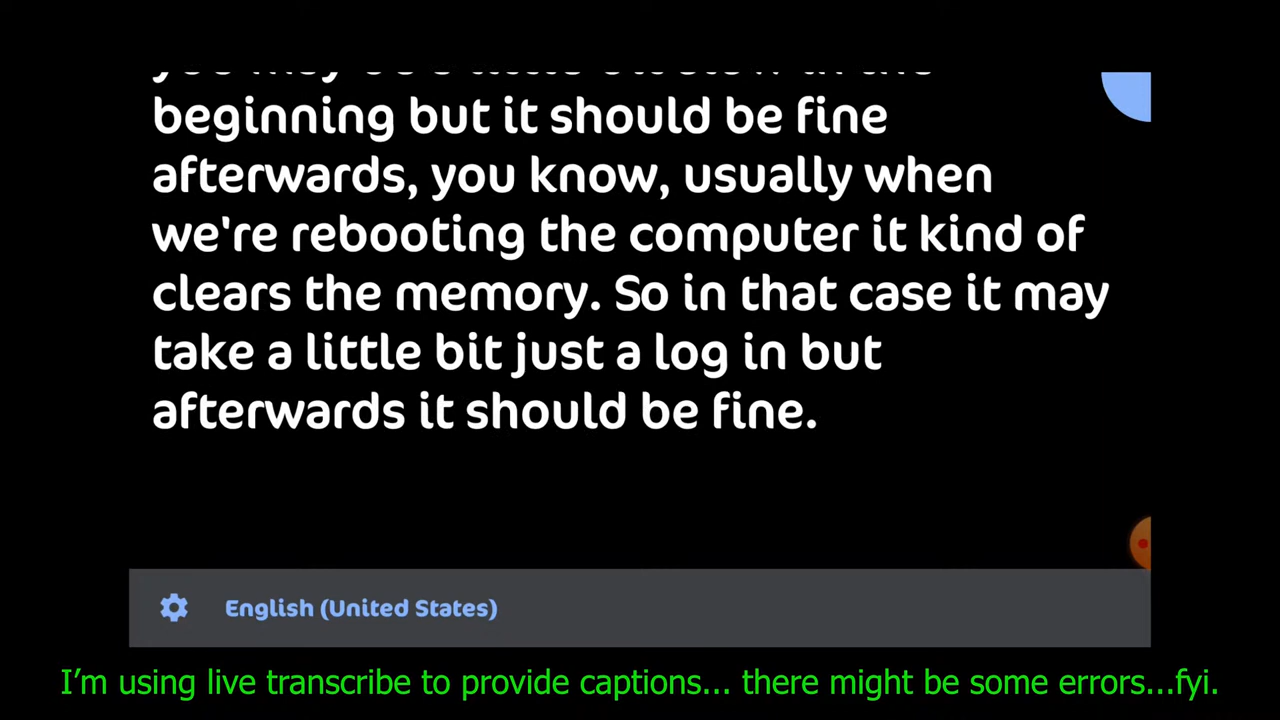 beginning but it should be fine
afterwards, you know, usually when
we're rebooting the computer it kind of
clears the memory. So in that case it may
take a little bit just a log in but
afterwards it should be fine.
English (United States)
I'm using live transcribe to provide captions... there might be some errors...fyi.